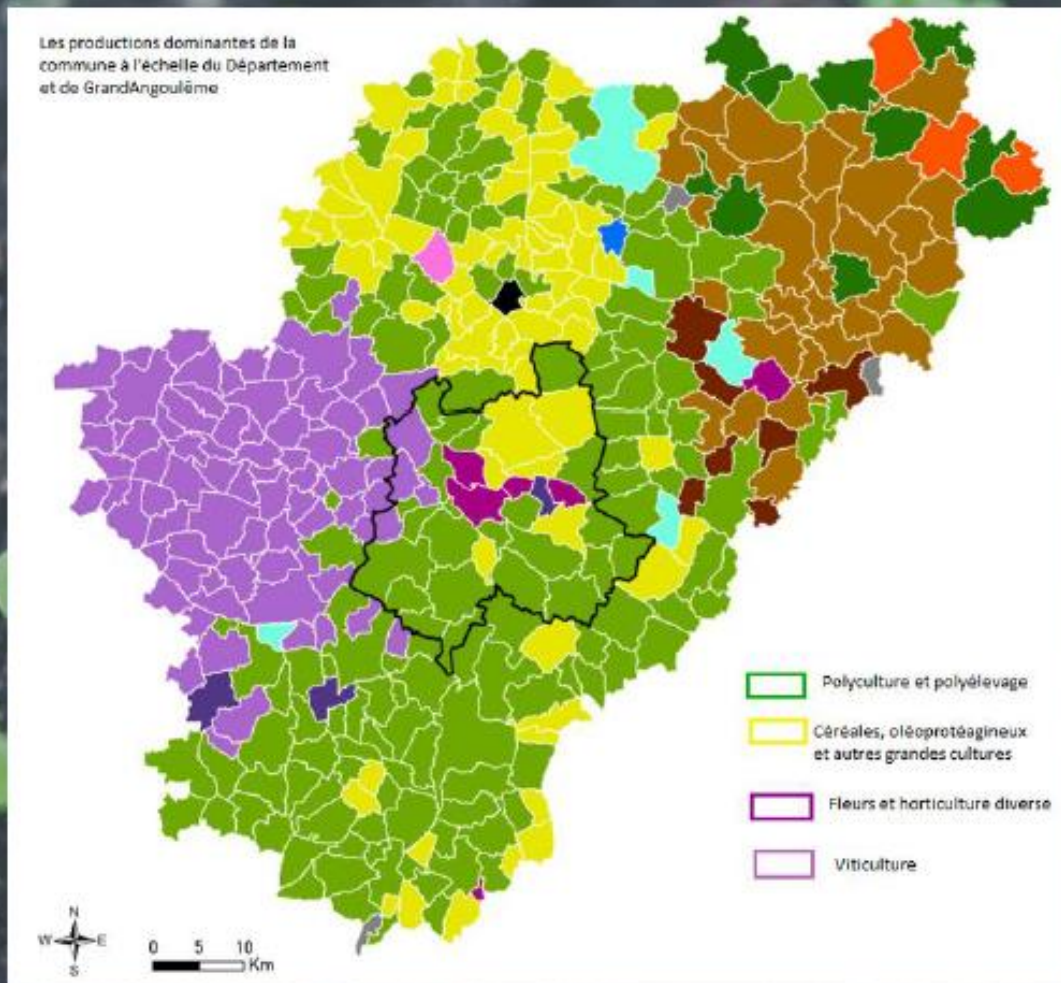 Les productions dominantes de la
commune à l'échelle du Département
et de GrandAngoulême
Polyculture et polyélevage
Céréales, oléoprotéagineux
et autres grandes cultures
Fleurs et horticulture diverse
Viticulture
N
W E
S
0 5 10
Km